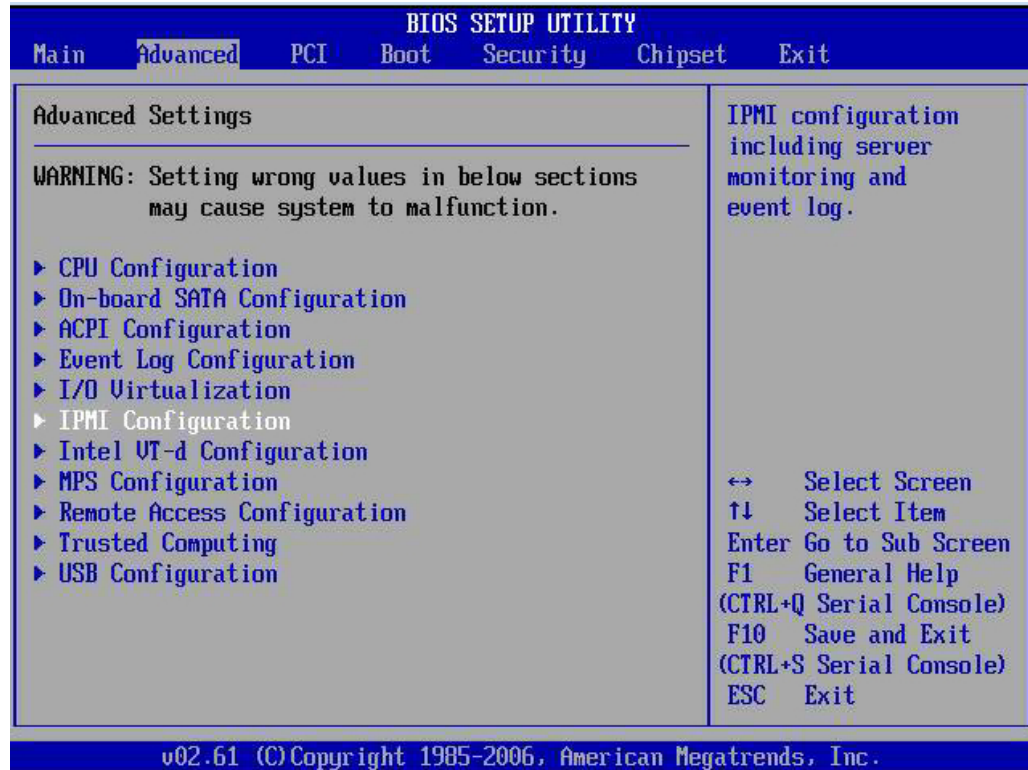 BIOS SETUP UTILITY
Main Advanced PCI Boot Security Chipset Exit
Advanced Settings
WARNING: Setting wrong values in below sections
may cause system to malfunction.
▶ CPU Configuration
▶ On-board SATA Configuration
▶ ACPI Configuration
▶ Event Log Configuration
▶ I/O Virtualization
▶ IPMI Configuration
▶ Intel VT-d Configuration
▶ MPS Configuration
▶ Remote Access Configuration
▶ Trusted Computing
▶ USB Configuration
IPMI configuration
including server
monitoring and
event log.
↔ Select Screen
↑↓ Select Item
Enter Go to Sub Screen
F1 General Help
(CTRL+Q Serial Console)
F10 Save and Exit
(CTRL+S Serial Console)
ESC Exit
v02.61 (C)Copyright 1985-2006, American Megatrends, Inc.